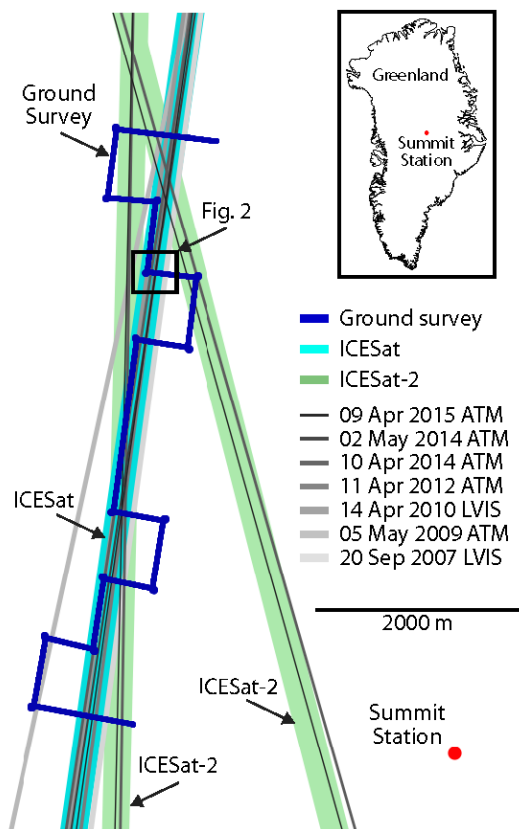 Ground
Survey
Fig. 2
Greenland
Summit
Station
Ground survey
ICESat
ICESat-2
09 Apr 2015 ATM
02 May 2014 ATM
10 Apr 2014 ATM
11 Apr 2012 ATM
14 Apr 2010 LVIS
05 May 2009 ATM
20 Sep 2007 LVIS
2000 m
ICESat
ICESat-2
Summit
Station
ICESat-2